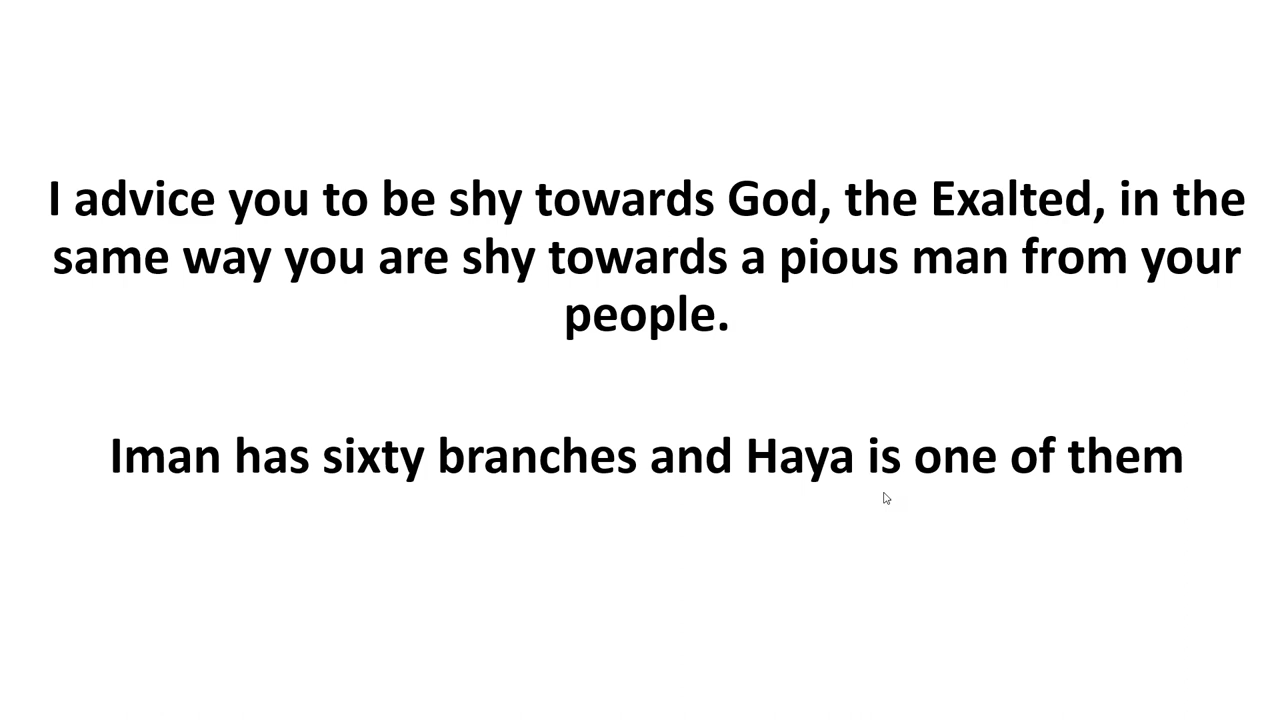 I advice you to be shy towards God, the Exalted, in the
same way you are shy towards a pious man from your
people.
Iman has sixty branches and Haya is one of them